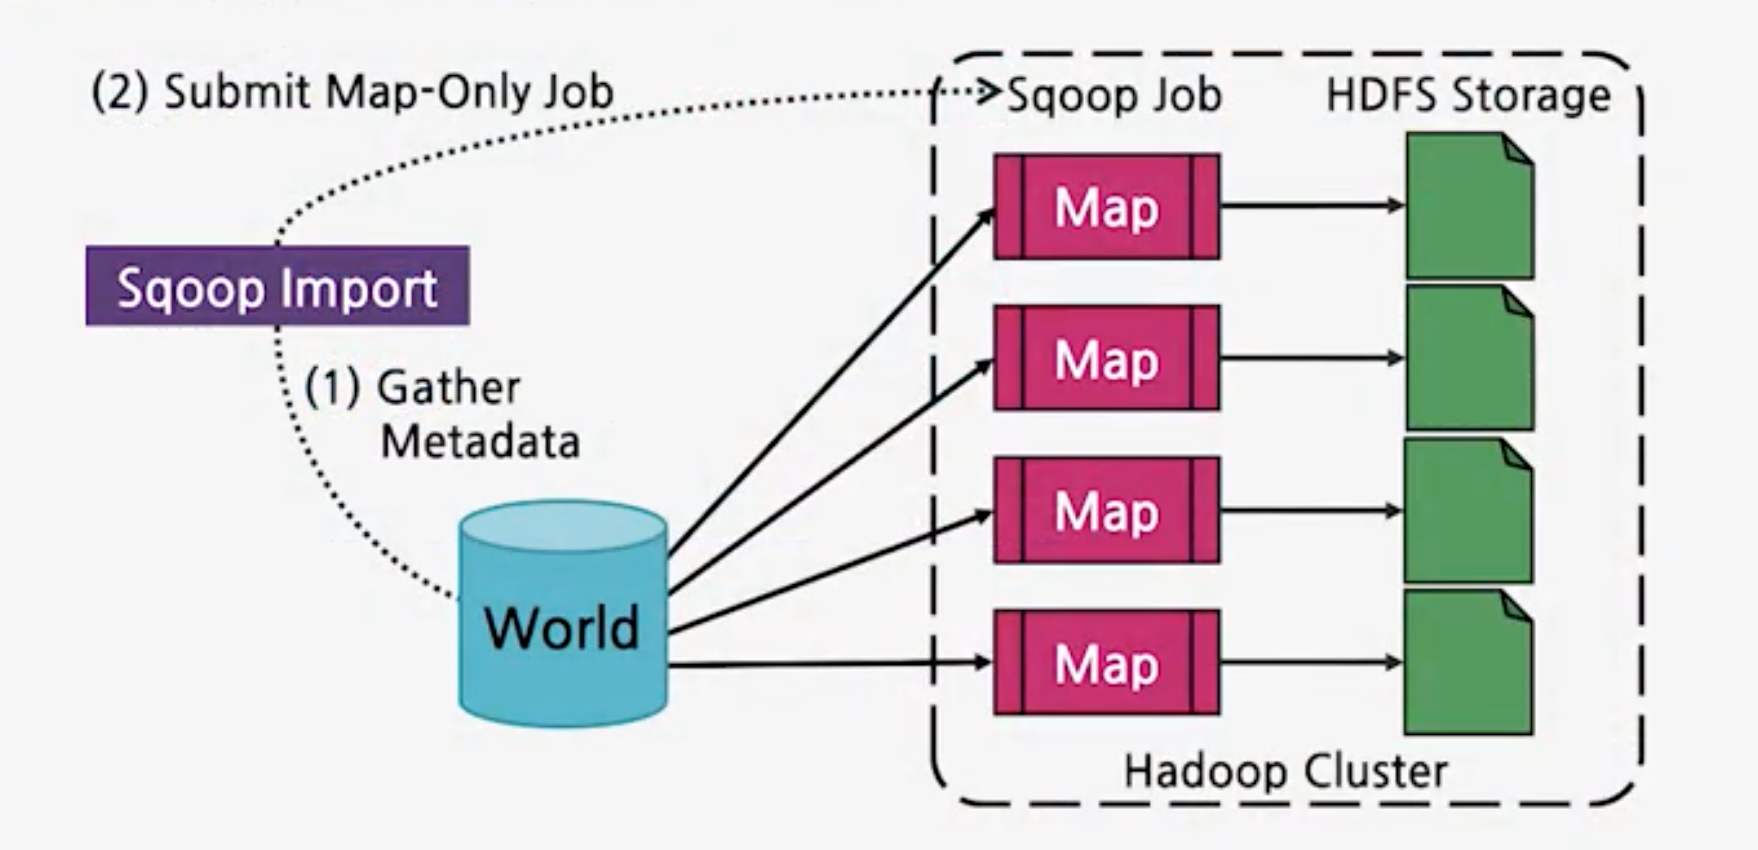 (2) Submit Map-Only Job
Sqoop Job
HDFS Storage
Sqoop Import
(1) Gather
Metadata
World
Map
Map
Map
Map
Hadoop Cluster